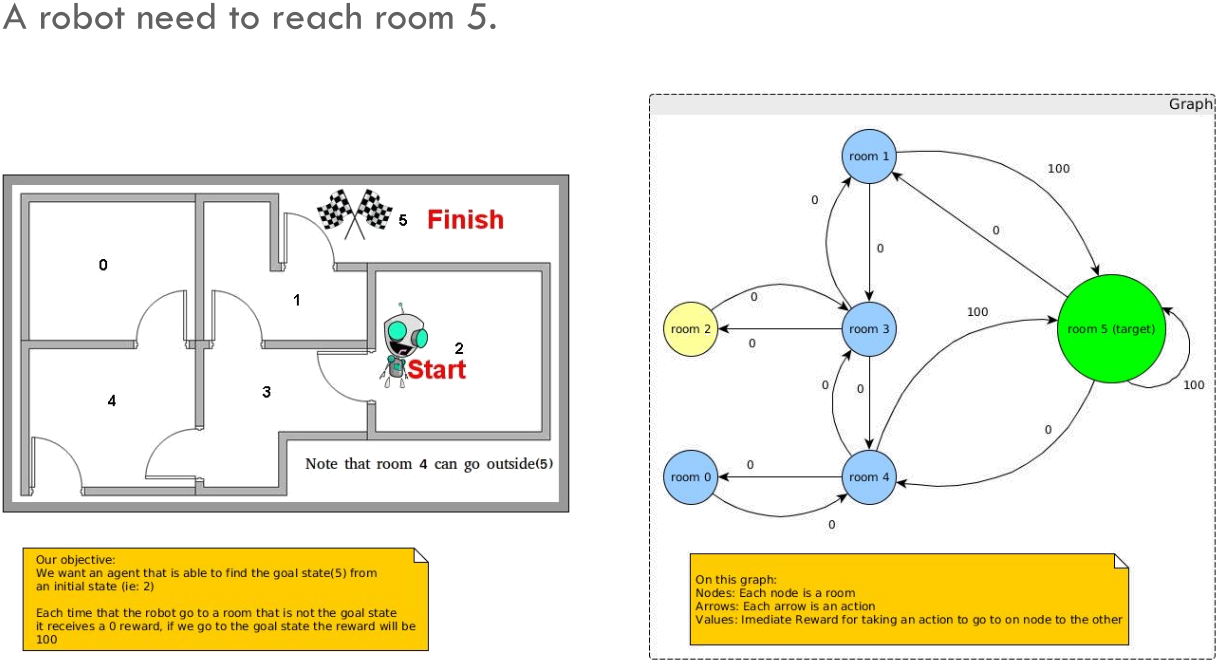 A robot need to reach room 5.
0
1
2
3
4
5
Finish
Start
Note that room 4 can go outside(5)
Our objective:
We want an agent that is able to find the goal state(5) from
an initial state (ie: 2)
Each time that the robot go to a room that is not the goal state
it receives a 0 reward, if we go to the goal state the reward will be
100
Graph
room 1
100
0
0
0
room 2
0
0
room 3
100
room 5 (target)
100
0
0
0
room 0
0
room 4
0
On this graph:
Nodes: Each node is a room
Arrows: Each arrow is an action
Values: Imediate Reward for taking an action to go to on node to the other